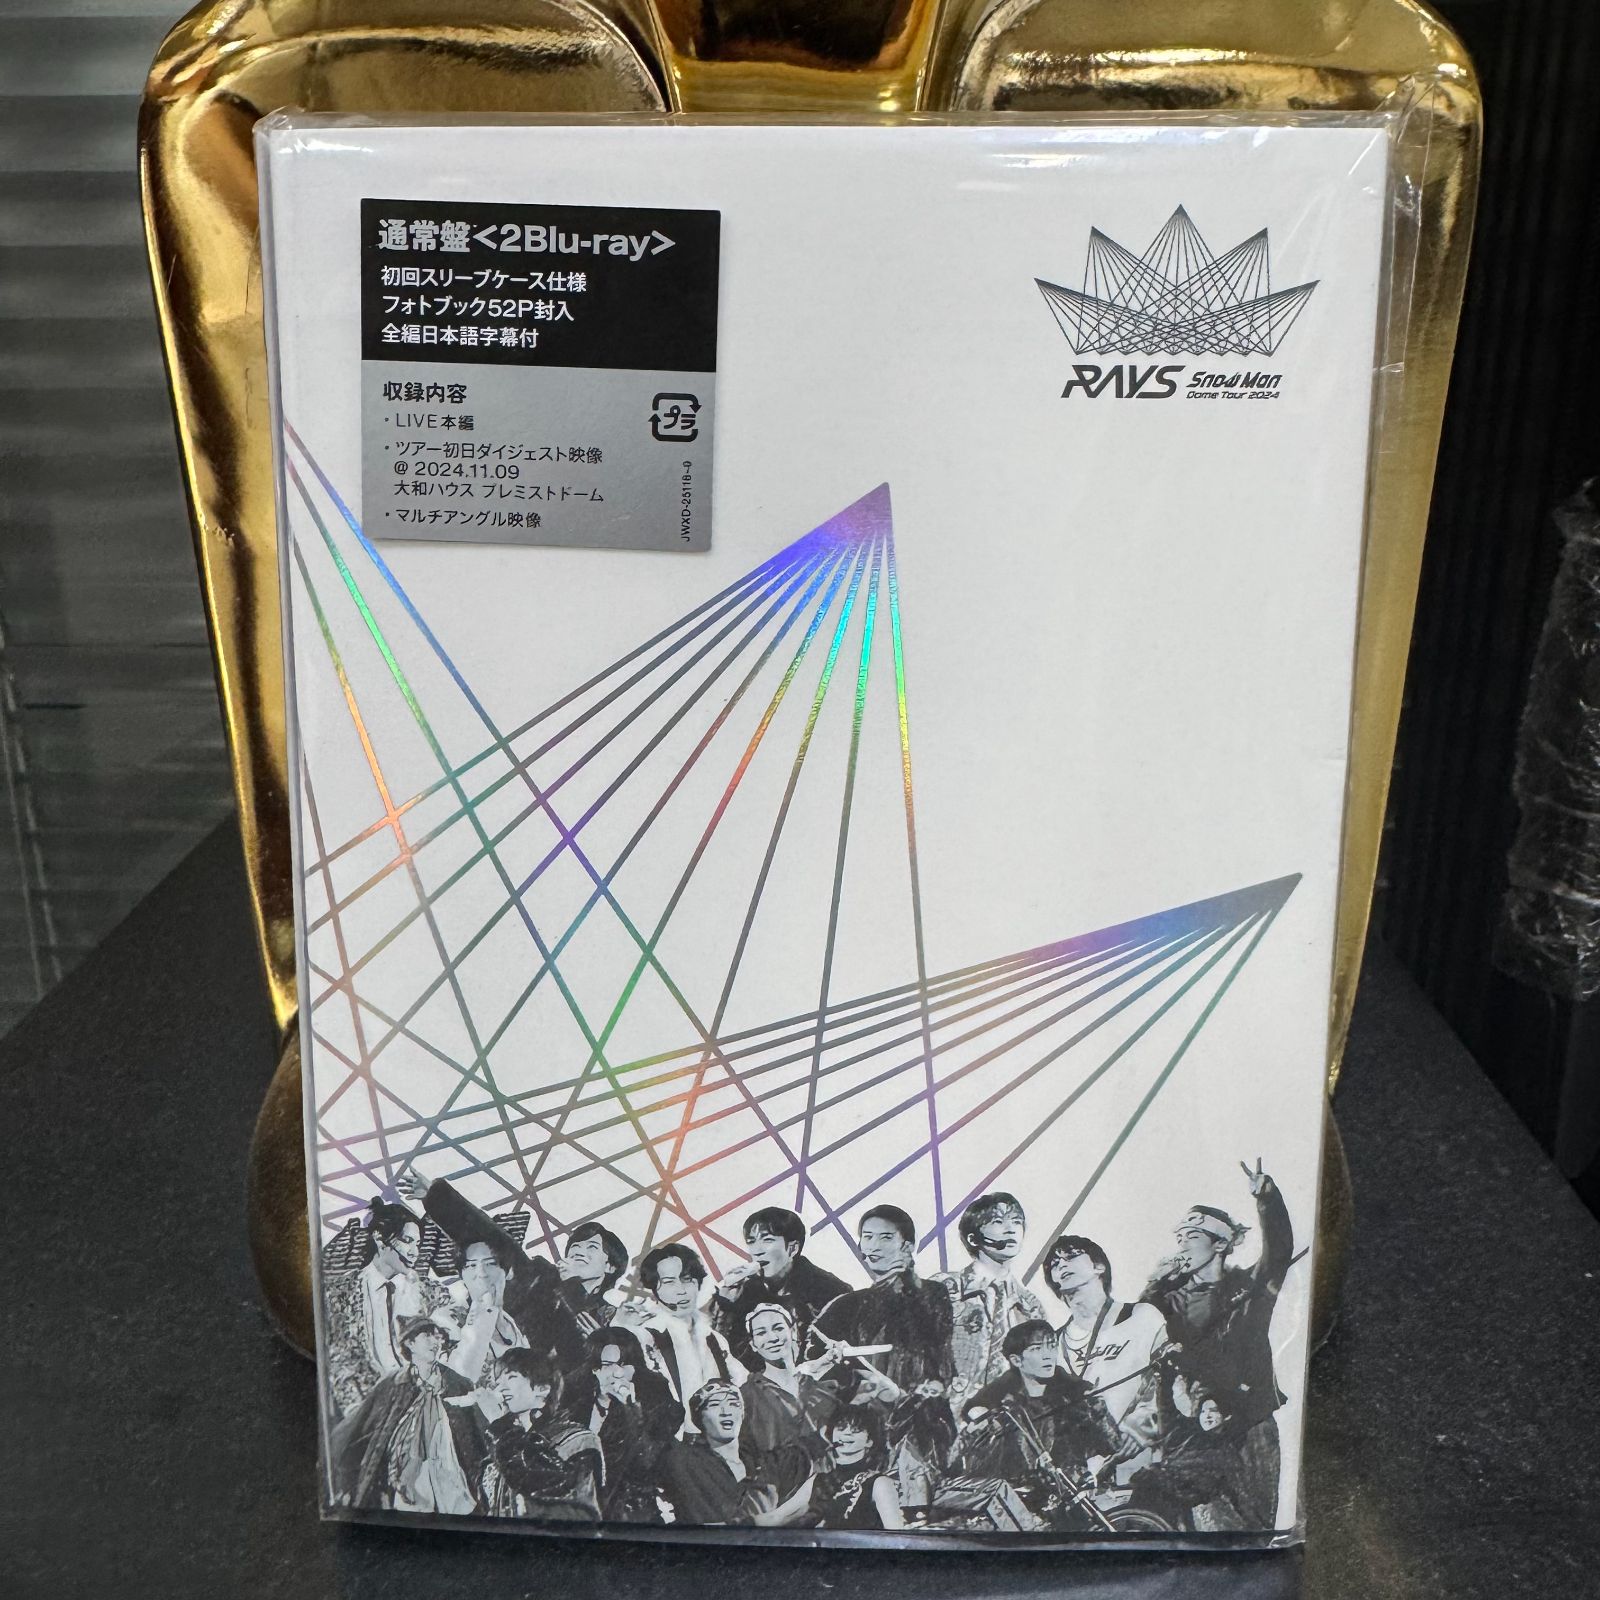 通常盤<2Blu-ray>
初回スリーブケース仕様
フォトブック52P封入
全編日本語字幕付
収録内容
・LIVE本編
・ツアー初日ダイジェスト映像
@ 2024.11.09
大和ハウス プレミストドーム
・マルチアングル映像
プラ
JWXD-25118~9
RAYS Snow Man
Dome Tour 2024